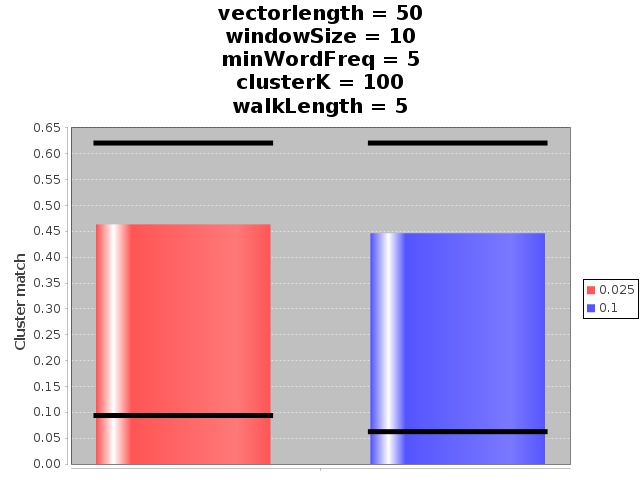 vectorlength = 50
windowSize = 10
minWordFreq = 5
clusterK = 100
walkLength = 5
0.65
0.60
0.55
0.50
0.45
0.40
0.35
0.30
0.25
0.20
0.15
0.10
0.05
0.00
Cluster match
0.025
0.1